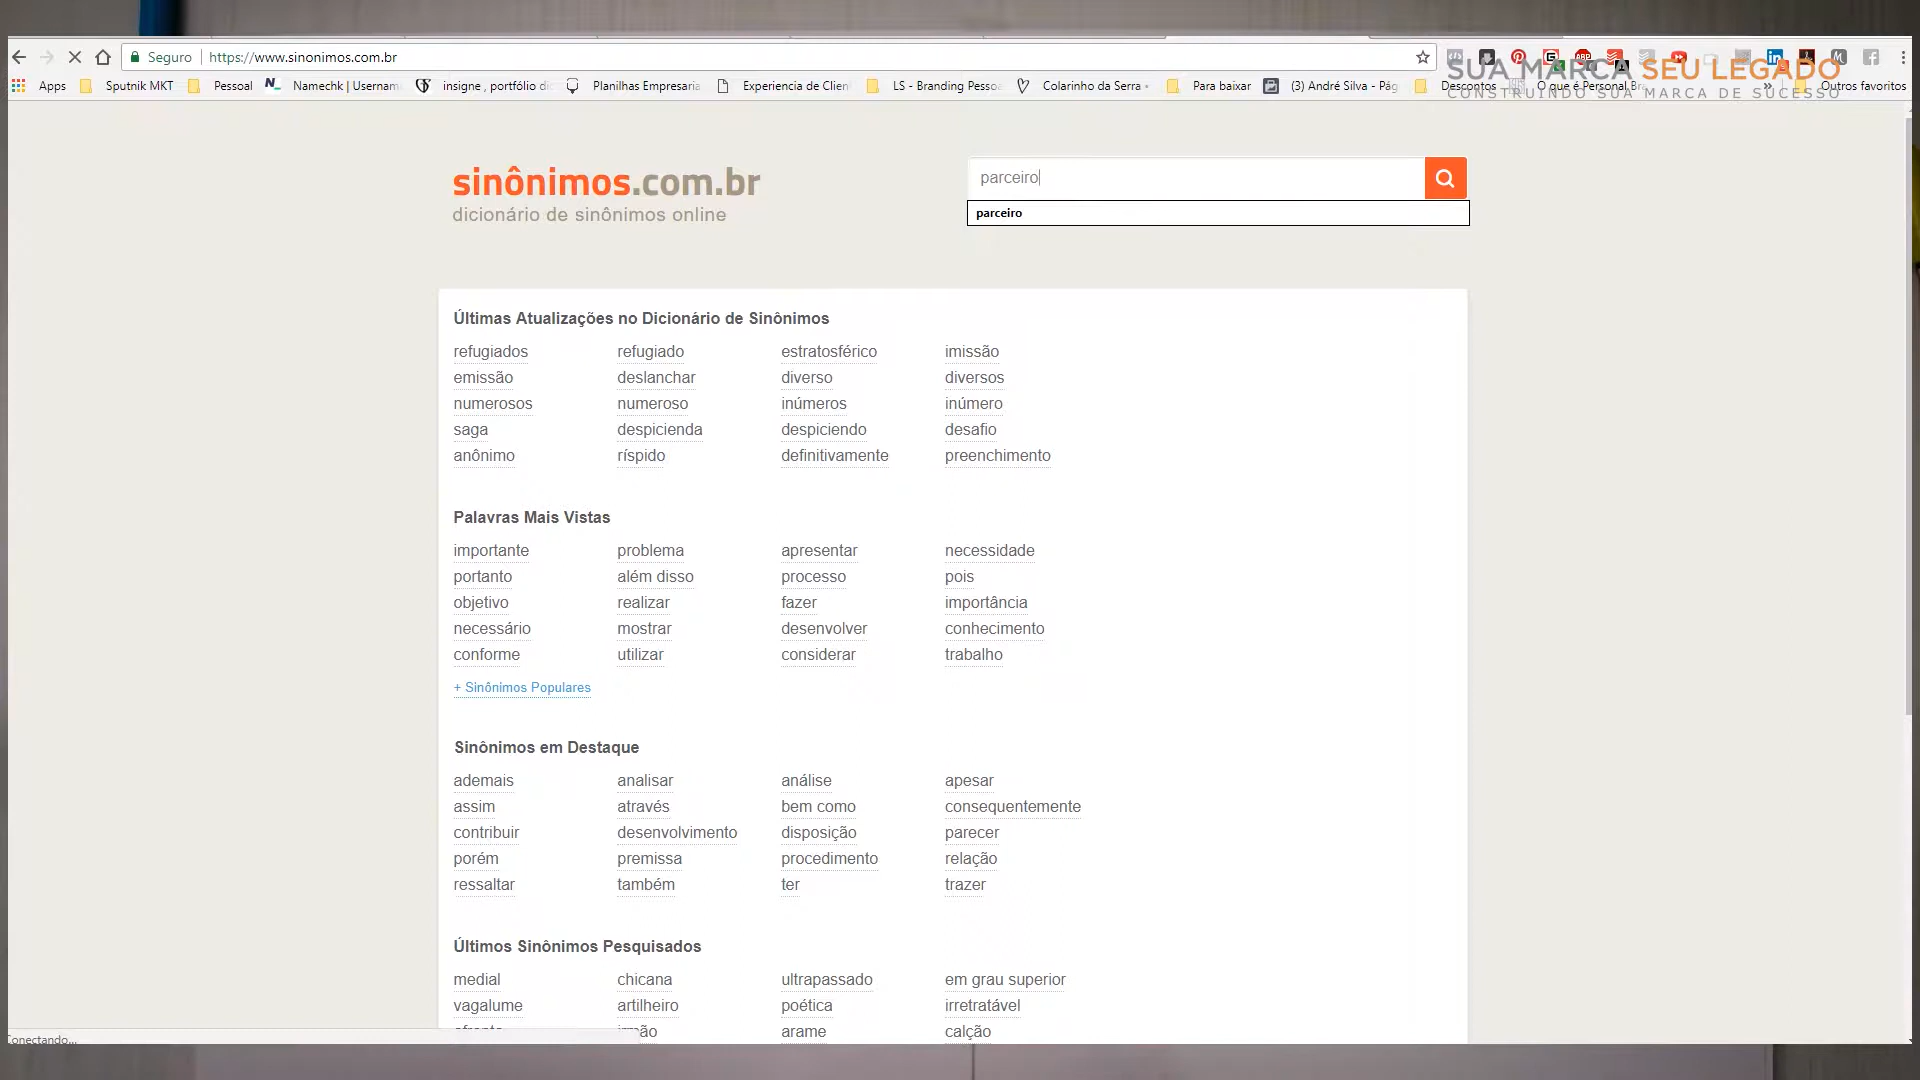 Seguro https://www.sinonimos.com.br
Apps Sputnik MKT Pessoal Namechk | Usernam insigne , portfólio di Planilhas Empresaria Experiencia de Clien LS - Branding Pessoa Colarinho da Serra Para baixar (3) André Silva - Pág Descontos O que é Personal Bra » Outros favoritos
SUA MARCA SEU LEGADO
CONSTRUINDO SUA MARCA DE SUCESSO
sinônimos.com.br
dicionário de sinônimos online
parceiro
parceiro
Últimas Atualizações no Dicionário de Sinônimos
refugiados refugiado estratosférico imissão
emissão deslanchar diverso diversos
numerosos numeroso inúmeros inúmero
saga despicienda despiciendo desafio
anônimo ríspido definitivamente preenchimento
Palavras Mais Vistas
importante problema apresentar necessidade
portanto além disso processo pois
objetivo realizar fazer importância
necessário mostrar desenvolver conhecimento
conforme utilizar considerar trabalho
+ Sinônimos Populares
Sinônimos em Destaque
ademais analisar análise apesar
assim através bem como consequentemente
contribuir desenvolvimento disposição parecer
porém premissa procedimento relação
ressaltar também ter trazer
Últimos Sinônimos Pesquisados
medial chicana ultrapassado em grau superior
vagalume artilheiro poética irretratável
arame calção
Conectando...